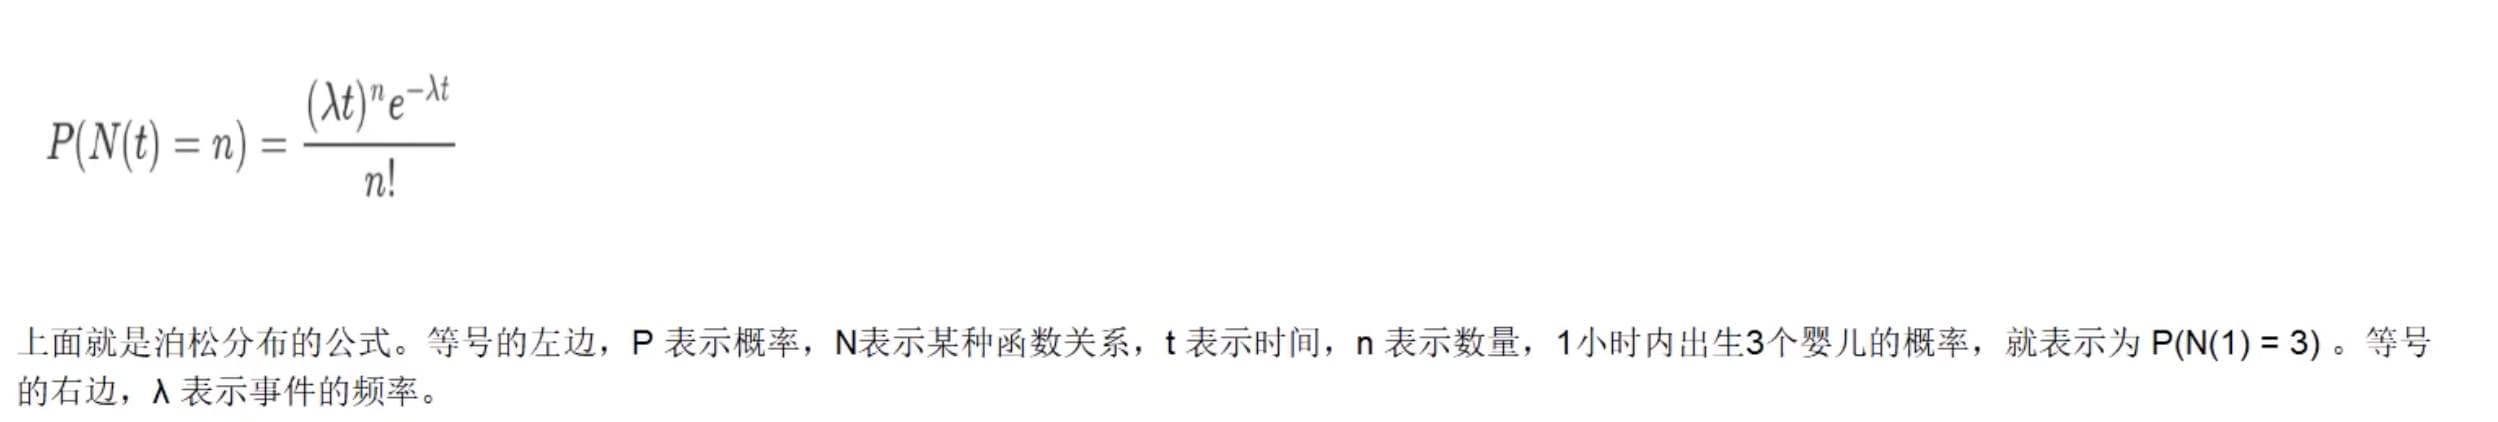 P(N(t) = n) = \frac{(λt)^n e^{-λt}}{n!}
上面就是泊松分布的公式。等号的左边，P 表示概率，N表示某种函数关系，t 表示时间，n 表示数量，1小时内出生3个婴儿的概率，就表示为 P(N(1) = 3) 。等号
的右边，λ 表示事件的频率。